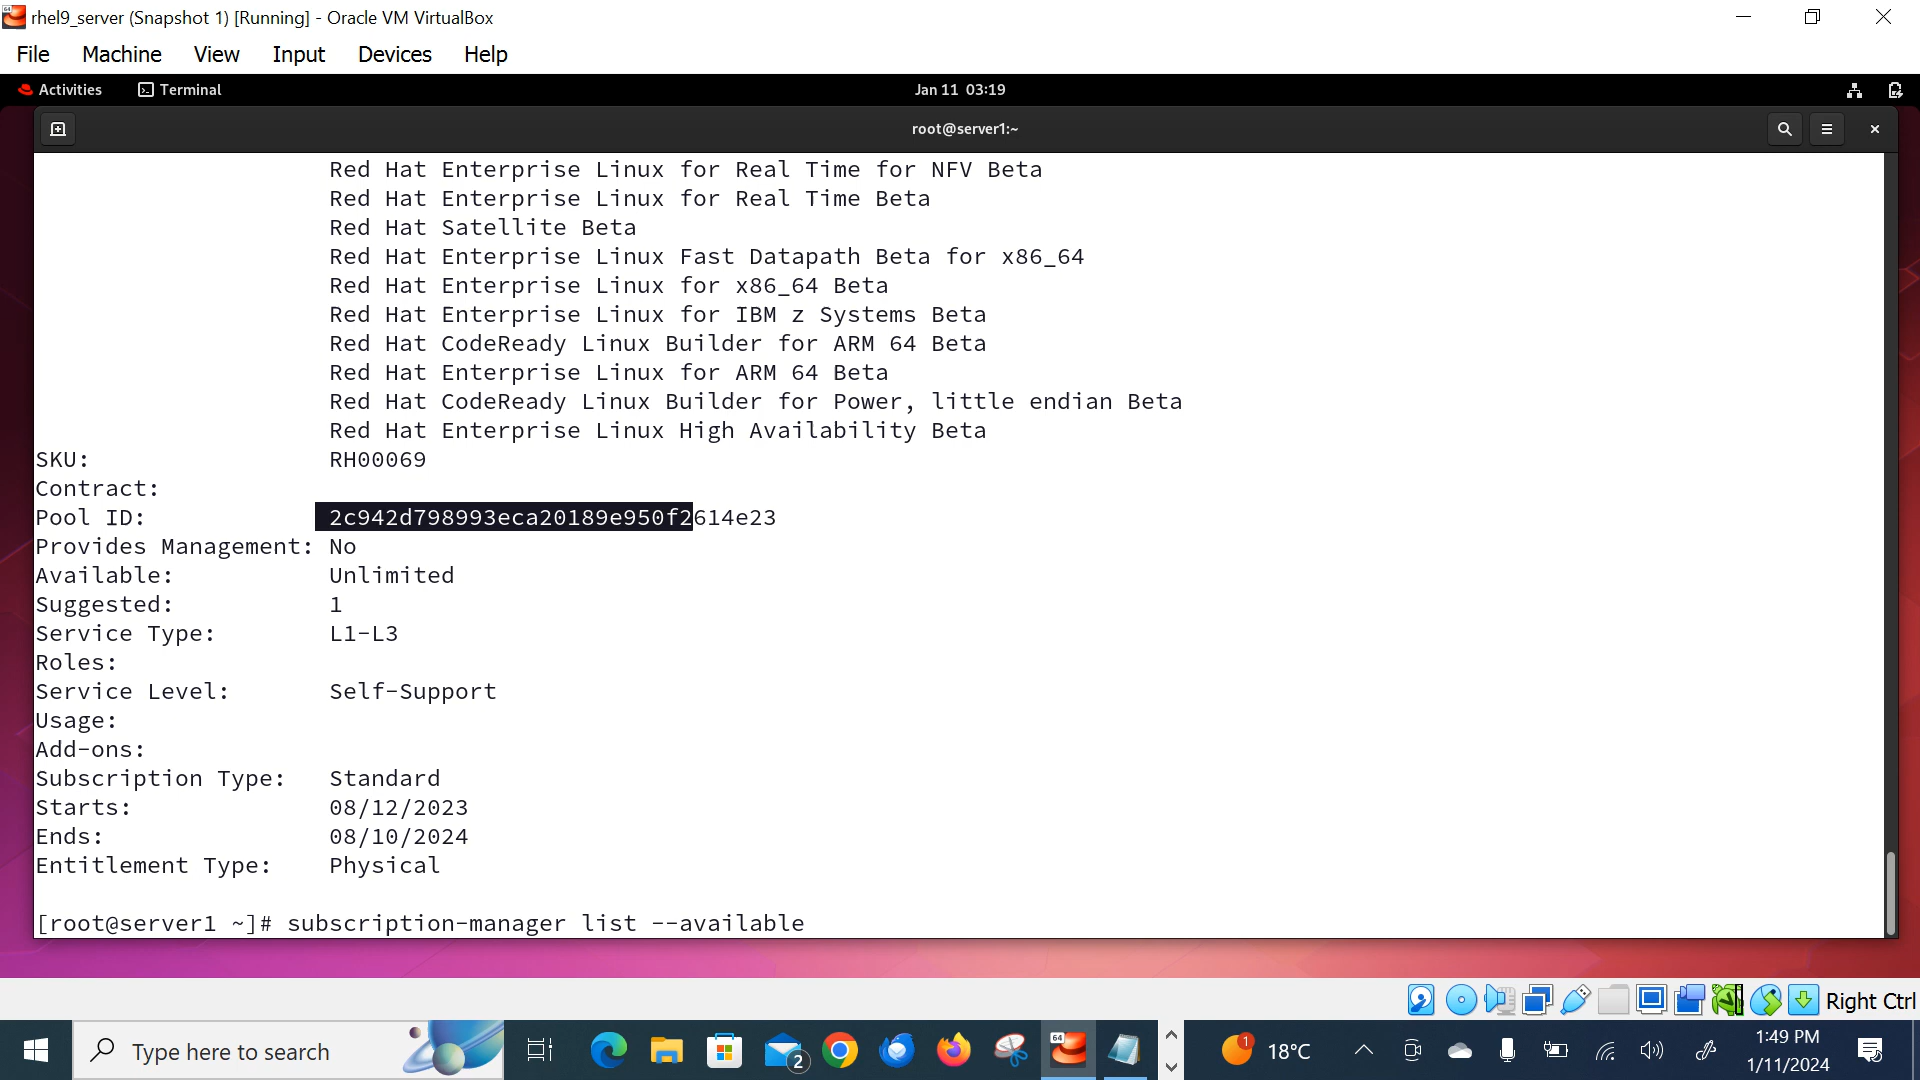 rhel9_server (Snapshot 1) [Running] - Oracle VM VirtualBox
File Machine View Input Devices Help
Activities Terminal Jan 11 03:19
root@server1:~
Red Hat Enterprise Linux for Real Time for NFV Beta
Red Hat Enterprise Linux for Real Time Beta
Red Hat Satellite Beta
Red Hat Enterprise Linux Fast Datapath Beta for x86_64
Red Hat Enterprise Linux for x86_64 Beta
Red Hat Enterprise Linux for IBM z Systems Beta
Red Hat CodeReady Linux Builder for ARM 64 Beta
Red Hat Enterprise Linux for ARM 64 Beta
Red Hat CodeReady Linux Builder for Power, little endian Beta
Red Hat Enterprise Linux High Availability Beta
SKU: RH00069
Contract:
Pool ID: 2c942d798993eca20189e950f2614e23
Provides Management: No
Available: Unlimited
Suggested: 1
Service Type: L1-L3
Roles:
Service Level: Self-Support
Usage:
Add-ons:
Subscription Type: Standard
Starts: 08/12/2023
Ends: 08/10/2024
Entitlement Type: Physical
[root@server1 ~]# subscription-manager list --available
Right Ctrl
Type here to search 2 64 1 18°C 1:49 PM
1/11/2024